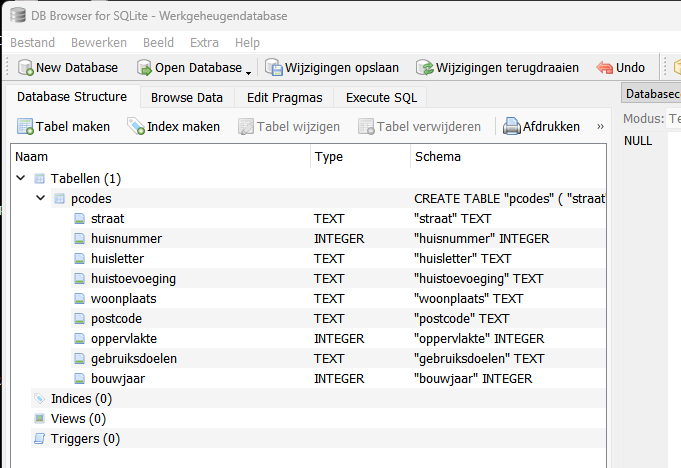 DB Browser for SQLite - Werkgeheugendatabase
Bestand Bewerken Beeld Extra Help
New Database Open Database Wijzigingen opslaan Wijzigingen terugdraaien Undo
Database Structure Browse Data Edit Pragmas Execute SQL
Databasec
Tabel maken Index maken Tabel wijzigen Tabel verwijderen Afdrukken »
Modus: Te
NULL
Naam Type Schema
Tabellen (1)
pcodes CREATE TABLE "pcodes" ( "straat"
straat TEXT "straat" TEXT
huisnummer INTEGER "huisnummer" INTEGER
huisletter TEXT "huisletter" TEXT
huistoevoeging TEXT "huistoevoeging" TEXT
woonplaats TEXT "woonplaats" TEXT
postcode TEXT "postcode" TEXT
oppervlakte INTEGER "oppervlakte" INTEGER
gebruiksdoelen TEXT "gebruiksdoelen" TEXT
bouwjaar INTEGER "bouwjaar" INTEGER
Indices (0)
Views (0)
Triggers (0)